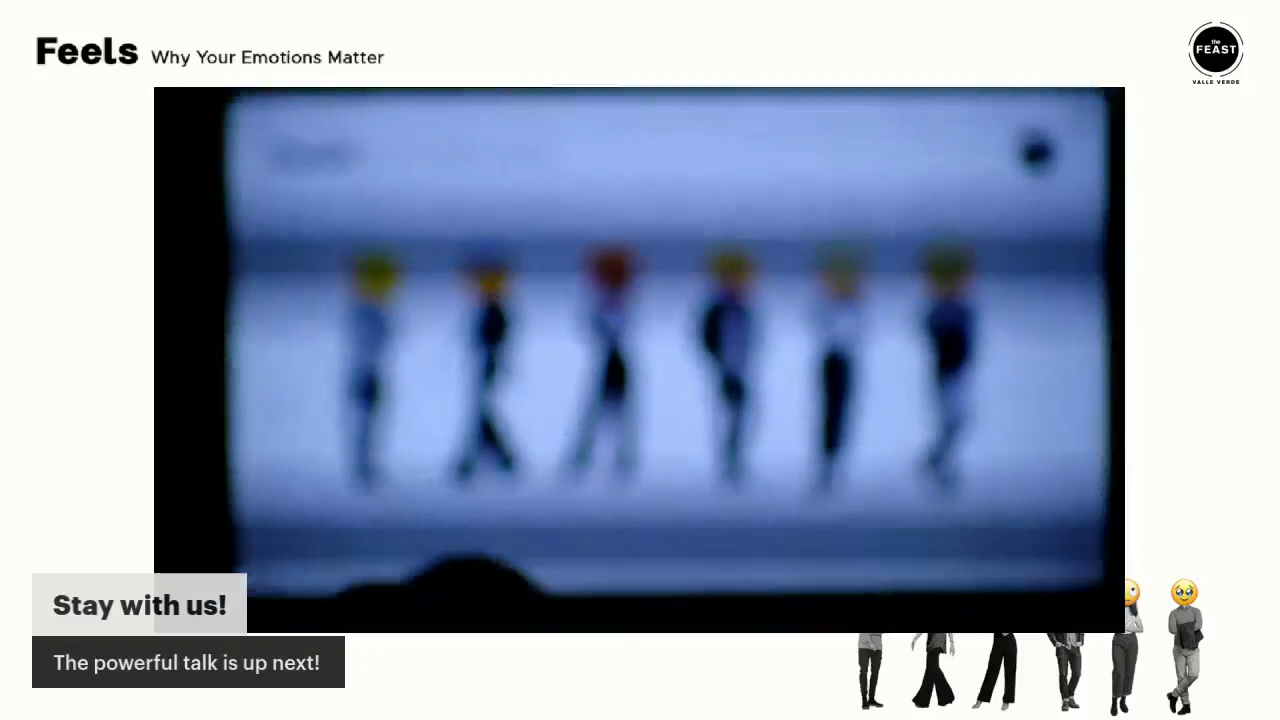 Feels Why Your Emotions Matter
the
FEAST
VALLE VERDE
Stay with us!
The powerful talk is up next!